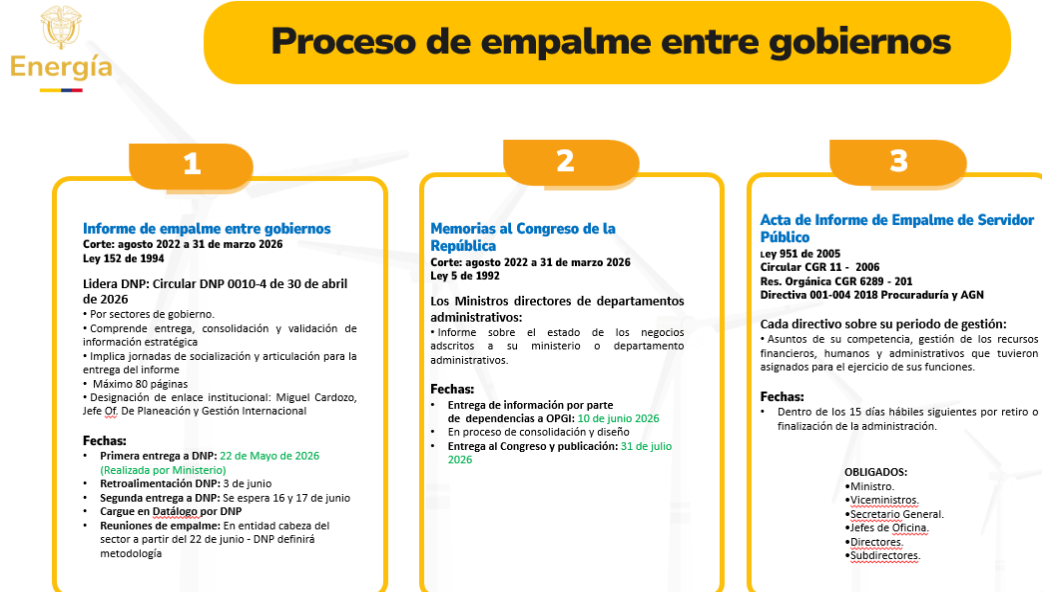 Energía
Proceso de empalme entre gobiernos
1
Informe de empalme entre gobiernos
Corte: agosto 2022 a 31 de marzo 2026
Ley 152 de 1994
Lidera DNP: Circular DNP 0010-4 de 30 de abril
de 2026
• Por sectores de gobierno.
• Comprende entrega, consolidación y validación de
información estratégica
• Implica jornadas de socialización y articulación para la
entrega del informe
• Máximo 80 páginas
• Designación de enlace institucional: Miguel Cardozo,
Jefe Of. De Planeación y Gestión Internacional
Fechas:
• Primera entrega a DNP: 22 de Mayo de 2026
(Realizada por Ministerio)
• Retroalimentación DNP: 3 de junio
• Segunda entrega a DNP: Se espera 16 y 17 de junio
• Cargue en Datálogo por DNP
• Reuniones de empalme: En entidad cabeza del
sector a partir del 22 de junio - DNP definirá
metodología
2
Memorias al Congreso de la
República
Corte: agosto 2022 a 31 de marzo 2026
Ley 5 de 1992
Los Ministros directores de departamentos
administrativos:
• Informe sobre el estado de los negocios
adscritos a su ministerio o departamento
administrativos.
Fechas:
• Entrega de información por parte
de dependencias a OPGI: 10 de junio 2026
• En proceso de consolidación y diseño
• Entrega al Congreso y publicación: 31 de julio
2026
3
Acta de Informe de Empalme de Servidor
Público
Ley 951 de 2005
Circular CGR 11 - 2006
Res. Orgánica CGR 6289 - 201
Directiva 001-004 2018 Procuraduría y AGN
Cada directivo sobre su periodo de gestión:
• Asuntos de su competencia, gestión de los recursos
financieros, humanos y administrativos que tuvieron
asignados para el ejercicio de sus funciones.
Fechas:
• Dentro de los 15 días hábiles siguientes por retiro o
finalización de la administración.
OBLIGADOS:
•Ministro.
•Viceministros.
•Secretario General.
•Jefes de Oficina.
•Directores.
•Subdirectores.